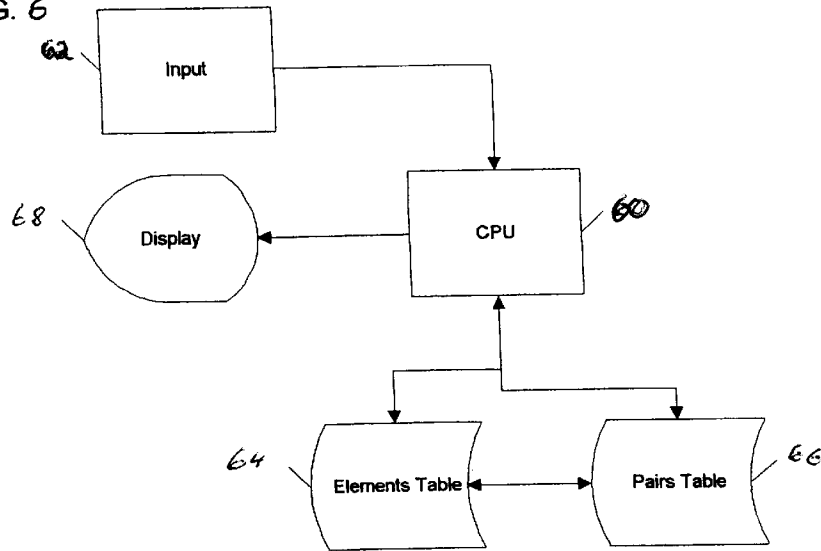 G. 6
62
Input
68
Display
CPU
60
64
Elements Table
Pairs Table
66